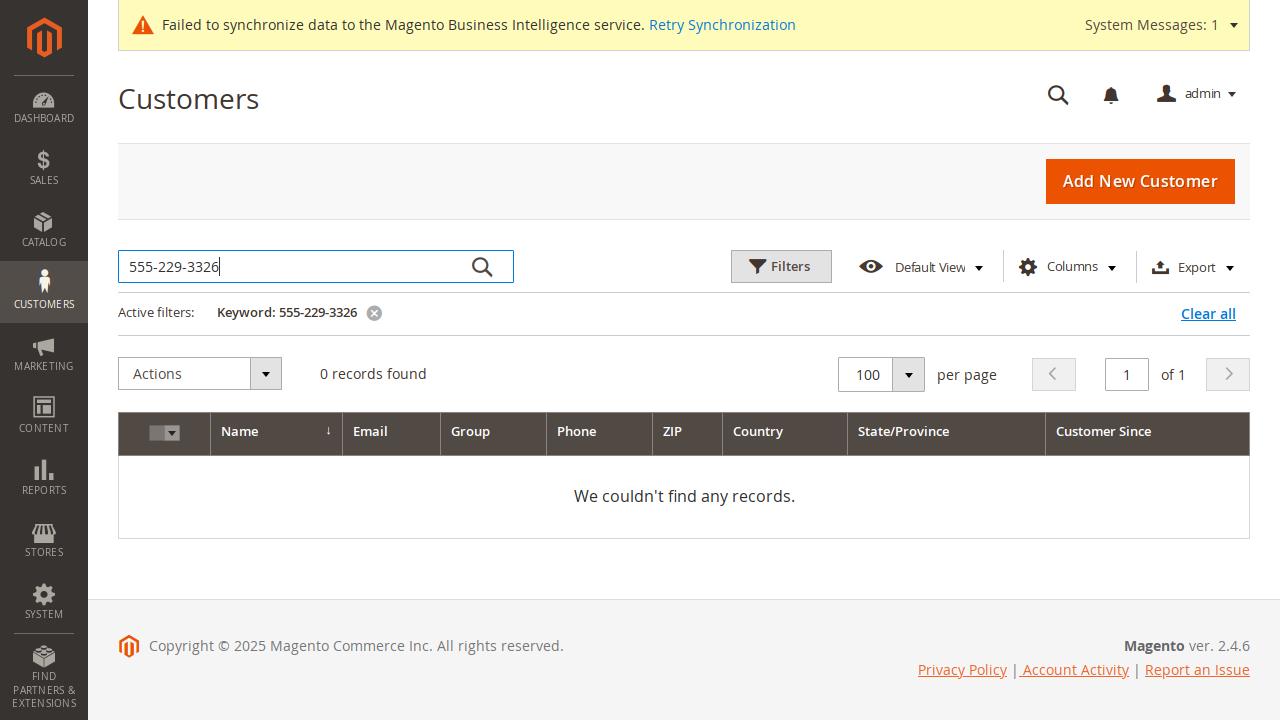 Failed to synchronize data to the Magento Business Intelligence service. Retry Synchronization
System Messages: 1
Customers
admin
DASHBOARD
SALES
CATALOG
CUSTOMERS
MARKETING
CONTENT
REPORTS
STORES
SYSTEM
FIND
PARTNERS &
EXTENSIONS
Add New Customer
555-229-3326
Filters
Default View
Columns
Export
Active filters: Keyword: 555-229-3326
Clear all
Actions
0 records found
100 per page
1 of 1
Name ↓ Email Group Phone ZIP Country State/Province Customer Since
We couldn't find any records.
Copyright © 2025 Magento Commerce Inc. All rights reserved.
Magento ver. 2.4.6
Privacy Policy | Account Activity | Report an Issue